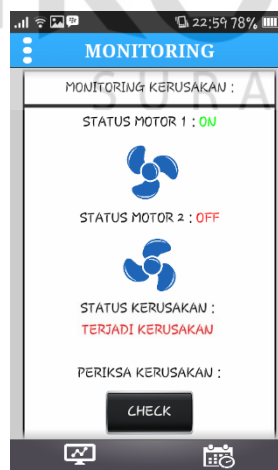 22:59 78%
MONITORING
SURA
MONITORING KERUSAKAN :
STATUS MOTOR 1 : ON
STATUS MOTOR 2 : OFF
STATUS KERUSAKAN :
TERJADI KERUSAKAN
PERIKSA KERUSAKAN :
CHECK